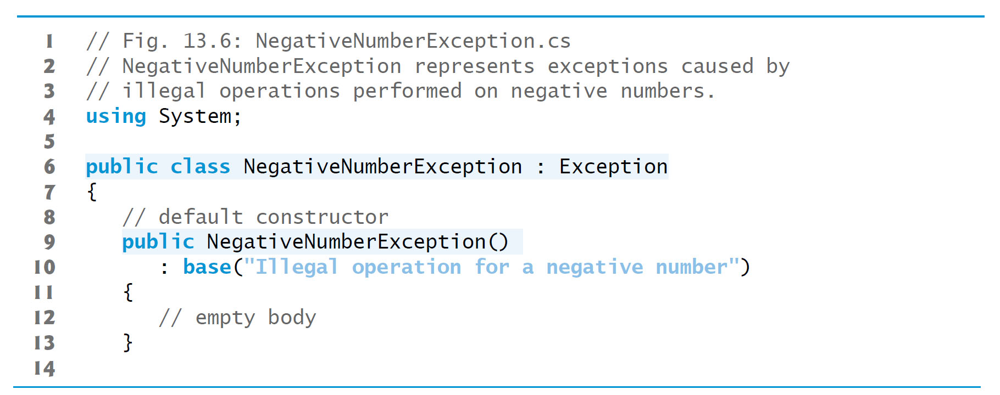 1 // Fig. 13.6: NegativeNumberException.cs
2 // NegativeNumberException represents exceptions caused by
3 // illegal operations performed on negative numbers.
4 using System;
5
6 public class NegativeNumberException : Exception
7 {
8 // default constructor
9 public NegativeNumberException()
10 : base("Illegal operation for a negative number")
11 {
12 // empty body
13 }
14